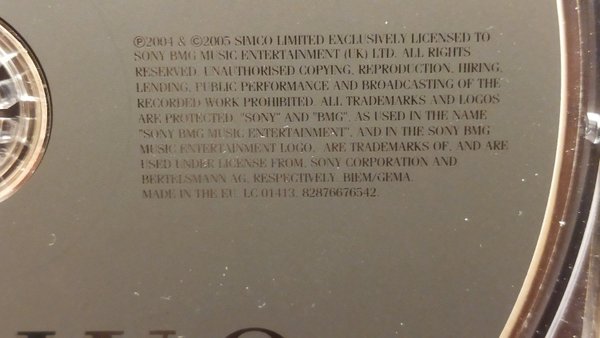 ℗2004 & ©2005 SIMCO LIMITED EXCLUSIVELY LICENSED TO
SONY BMG MUSIC ENTERTAINMENT (UK) LTD. ALL RIGHTS
RESERVED. UNAUTHORISED COPYING, REPRODUCTION, HIRING,
LENDING, PUBLIC PERFORMANCE AND BROADCASTING OF THE
RECORDED WORK PROHIBITED. ALL TRADEMARKS AND LOGOS
ARE PROTECTED. "SONY" AND "BMG", AS USED IN THE NAME
"SONY BMG MUSIC ENTERTAINMENT", AND IN THE SONY BMG
MUSIC ENTERTAINMENT LOGO, ARE TRADEMARKS OF, AND ARE
USED UNDER LICENSE FROM, SONY CORPORATION AND
BERTELSMANN AG, RESPECTIVELY. BIEM/GEMA.
MADE IN THE EU. LC 01413. 82876676542.